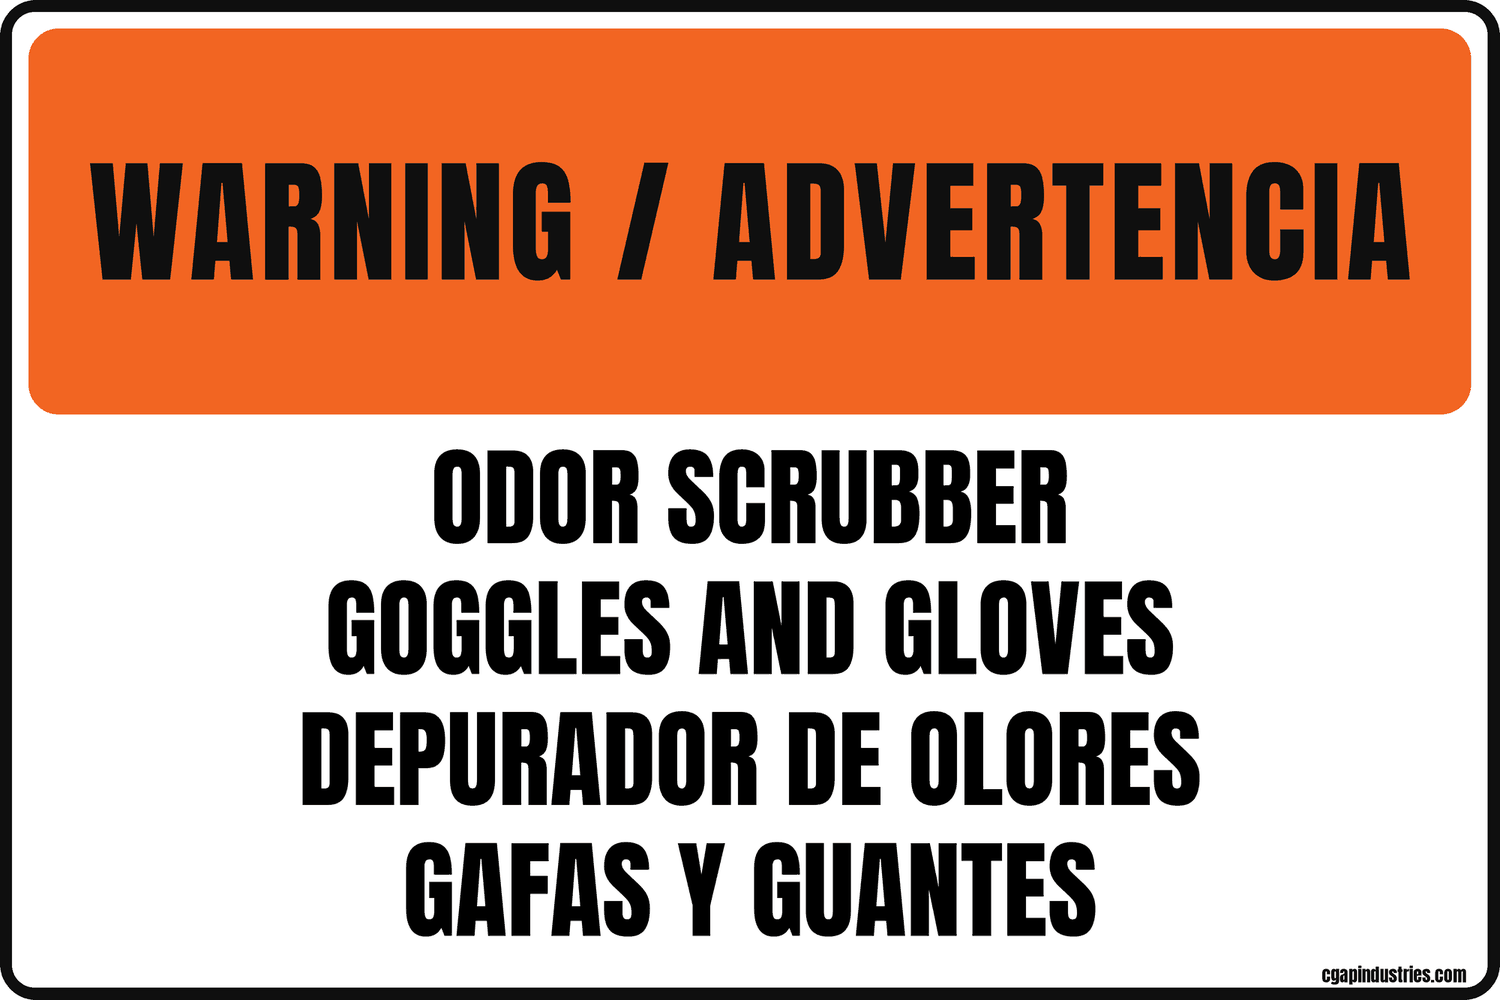 WARNING / ADVERTENCIA
ODOR SCRUBBER
GOGGLES AND GLOVES
DEPURADOR DE OLORES
GAFAS Y GUANTES
cgapindustries.com